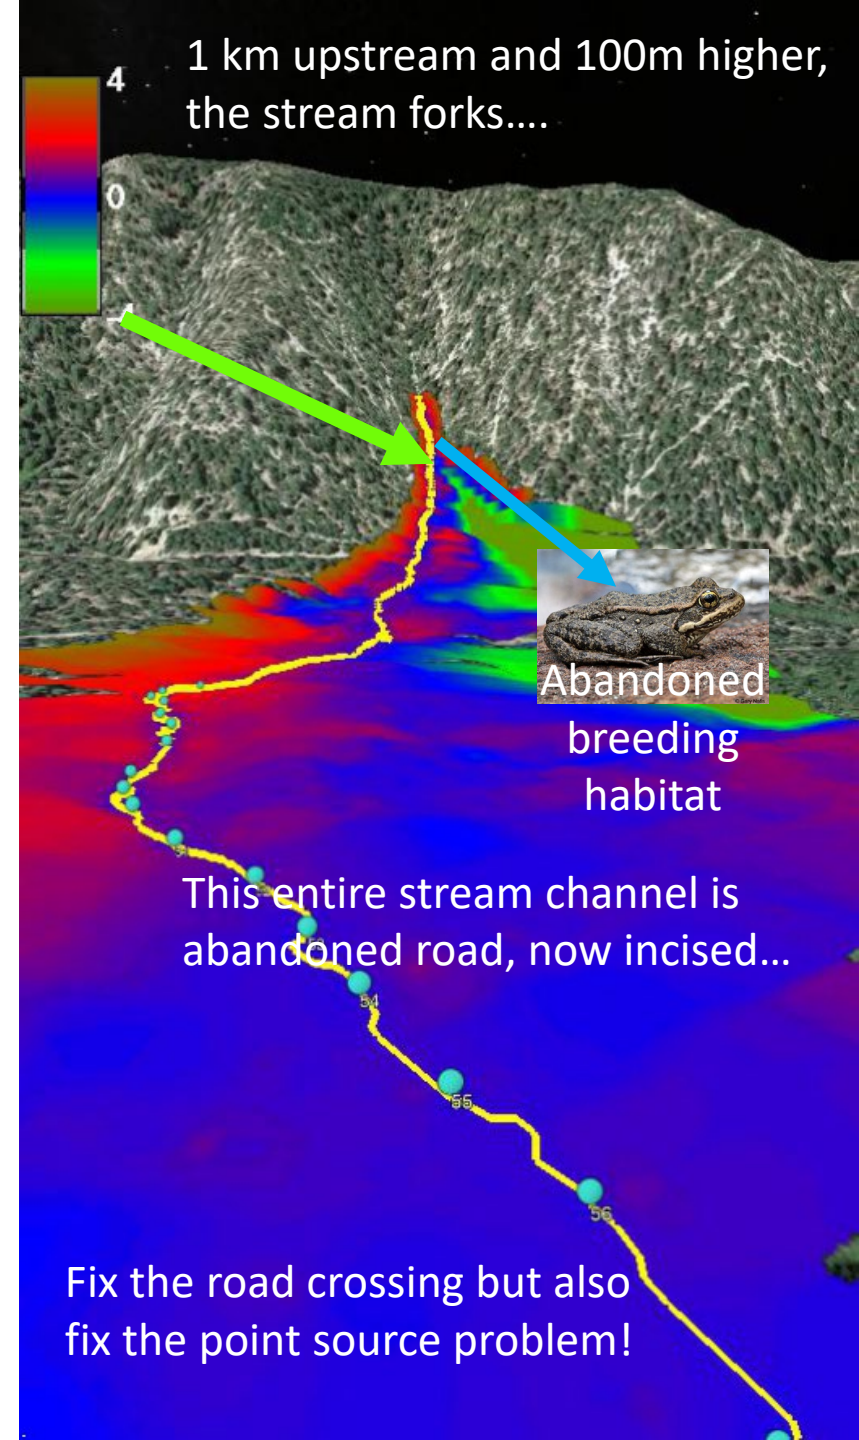 1 km upstream and 100m higher,
the stream forks….
4
0
Abandoned
breeding
habitat
This entire stream channel is
abandoned road, now incised…
54
55
56
Fix the road crossing but also
fix the point source problem!